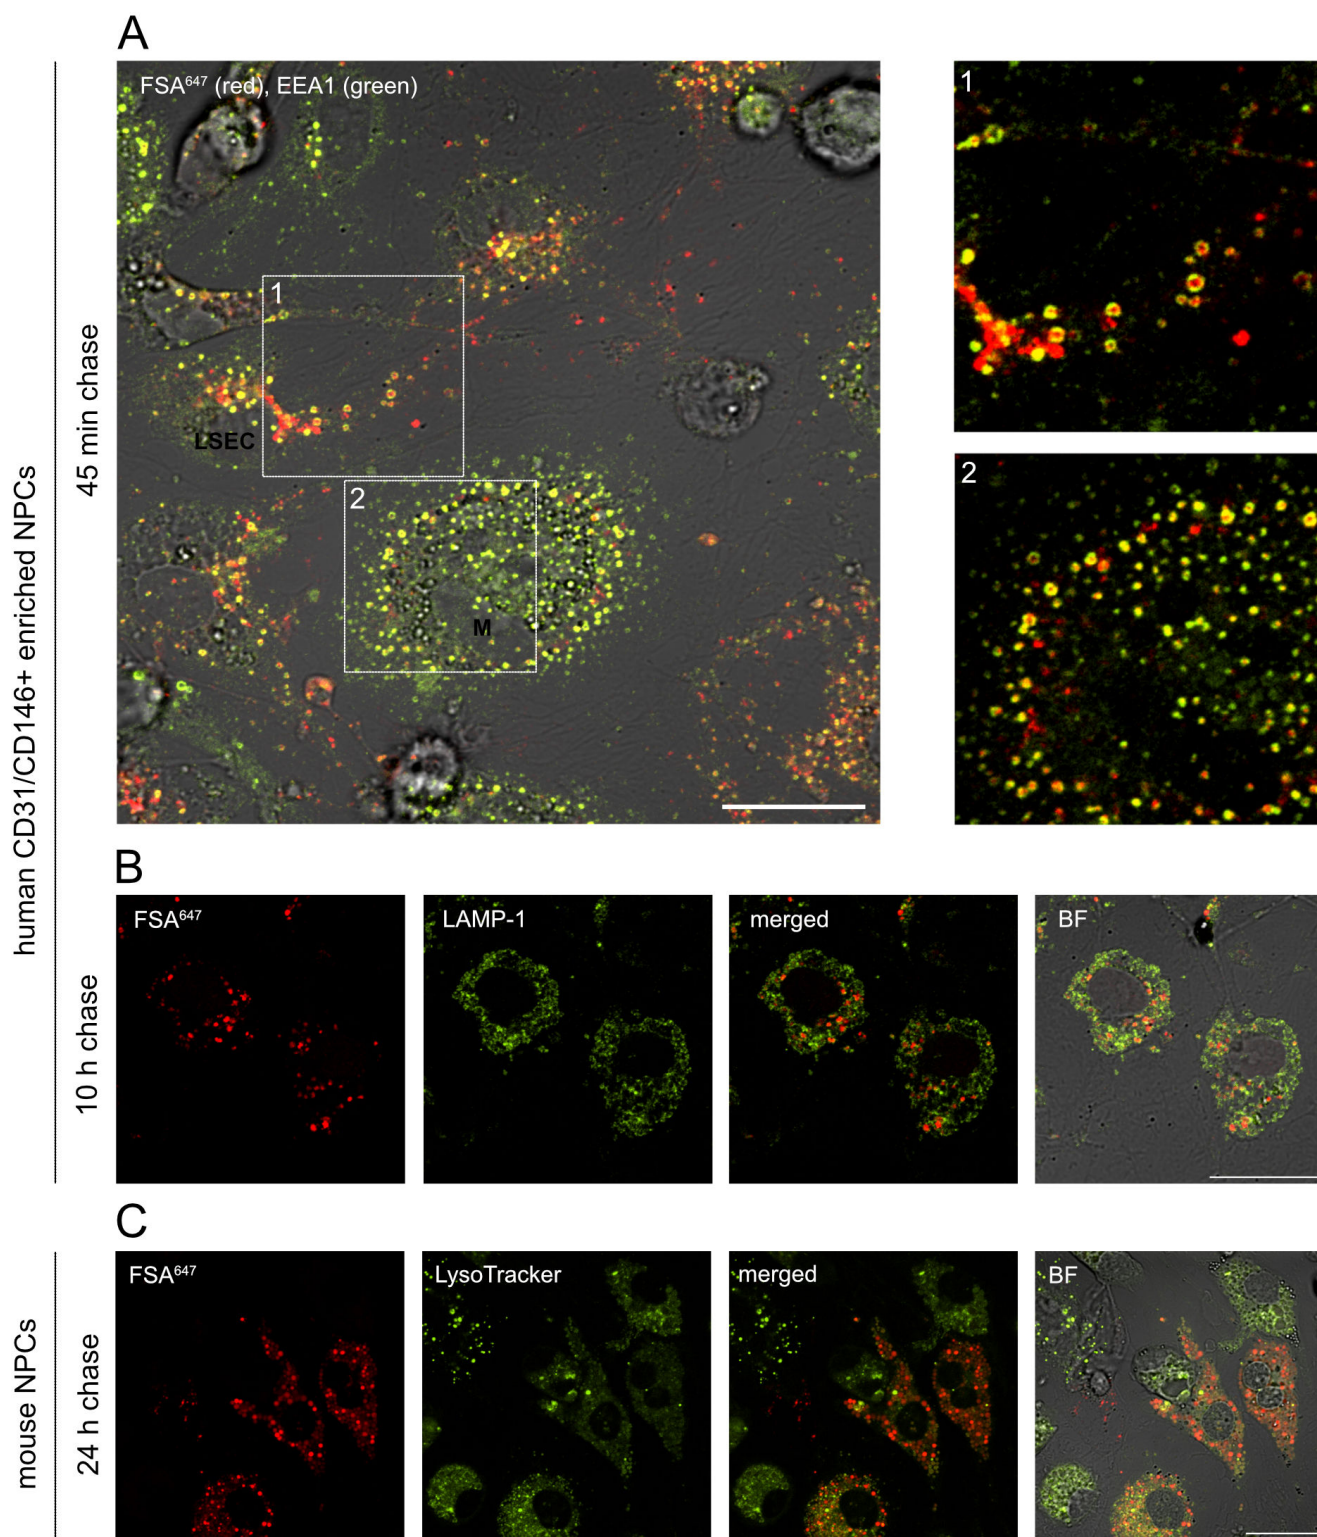 A
FSA⁶⁴⁷ (red), EEA1 (green)
1
LSEC
2
M
1
2
45 min chase
human CD31/CD146+ enriched NPCs
B
FSA⁶⁴⁷
LAMP-1
merged
BF
10 h chase
C
FSA⁶⁴⁷
LysoTracker
merged
BF
24 h chase
mouse NPCs